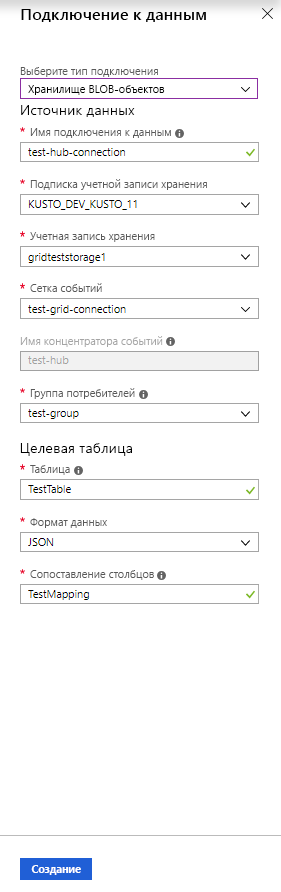 Подключение к данным
Выберите тип подключения
Хранилище BLOB-объектов
Источник данных
* Имя подключения к данным
test-hub-connection
* Подписка учетной записи хранения
KUSTO_DEV_KUSTO_11
* Учетная запись хранения
gridteststorage1
* Сетка событий
test-grid-connection
Имя концентратора событий
test-hub
* Группа потребителей
test-group
Целевая таблица
* Таблица
TestTable
* Формат данных
JSON
* Сопоставление столбцов
TestMapping
Создание